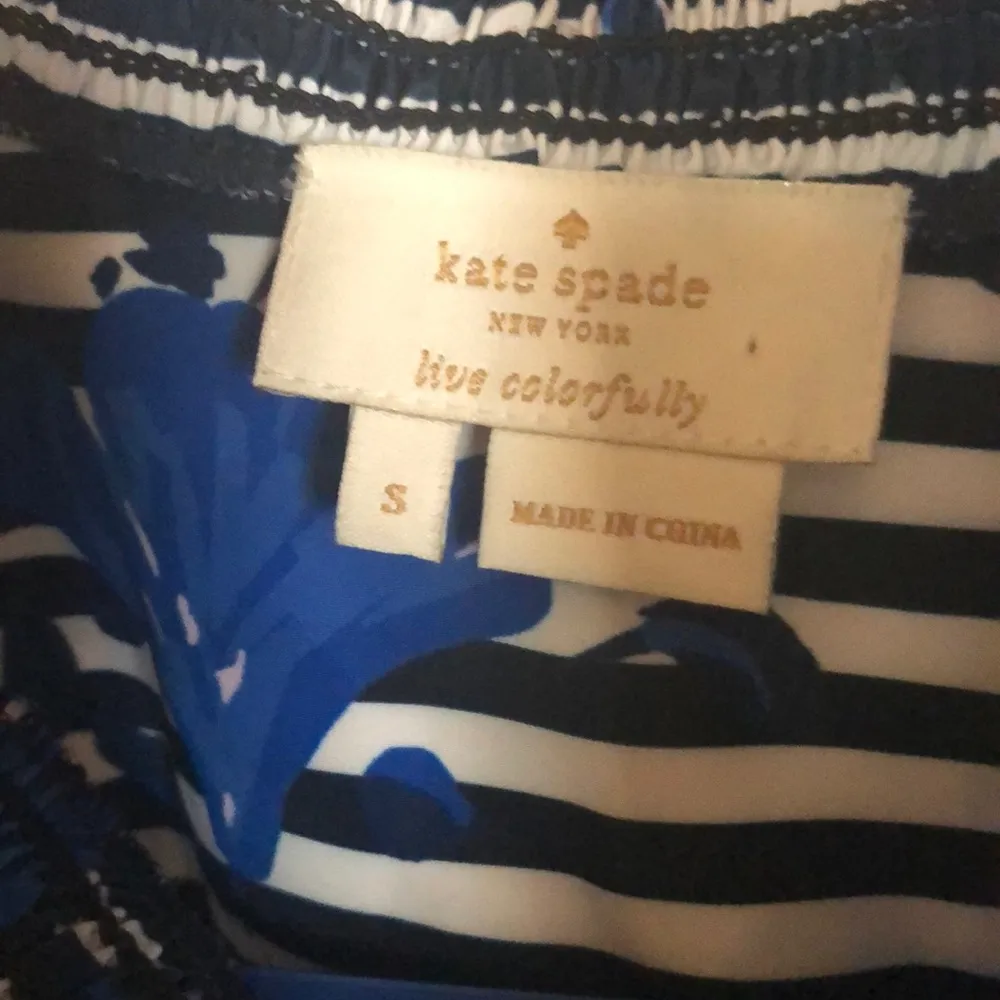 kate spade
NEW YORK
live colorfully
S
MADE IN CHINA